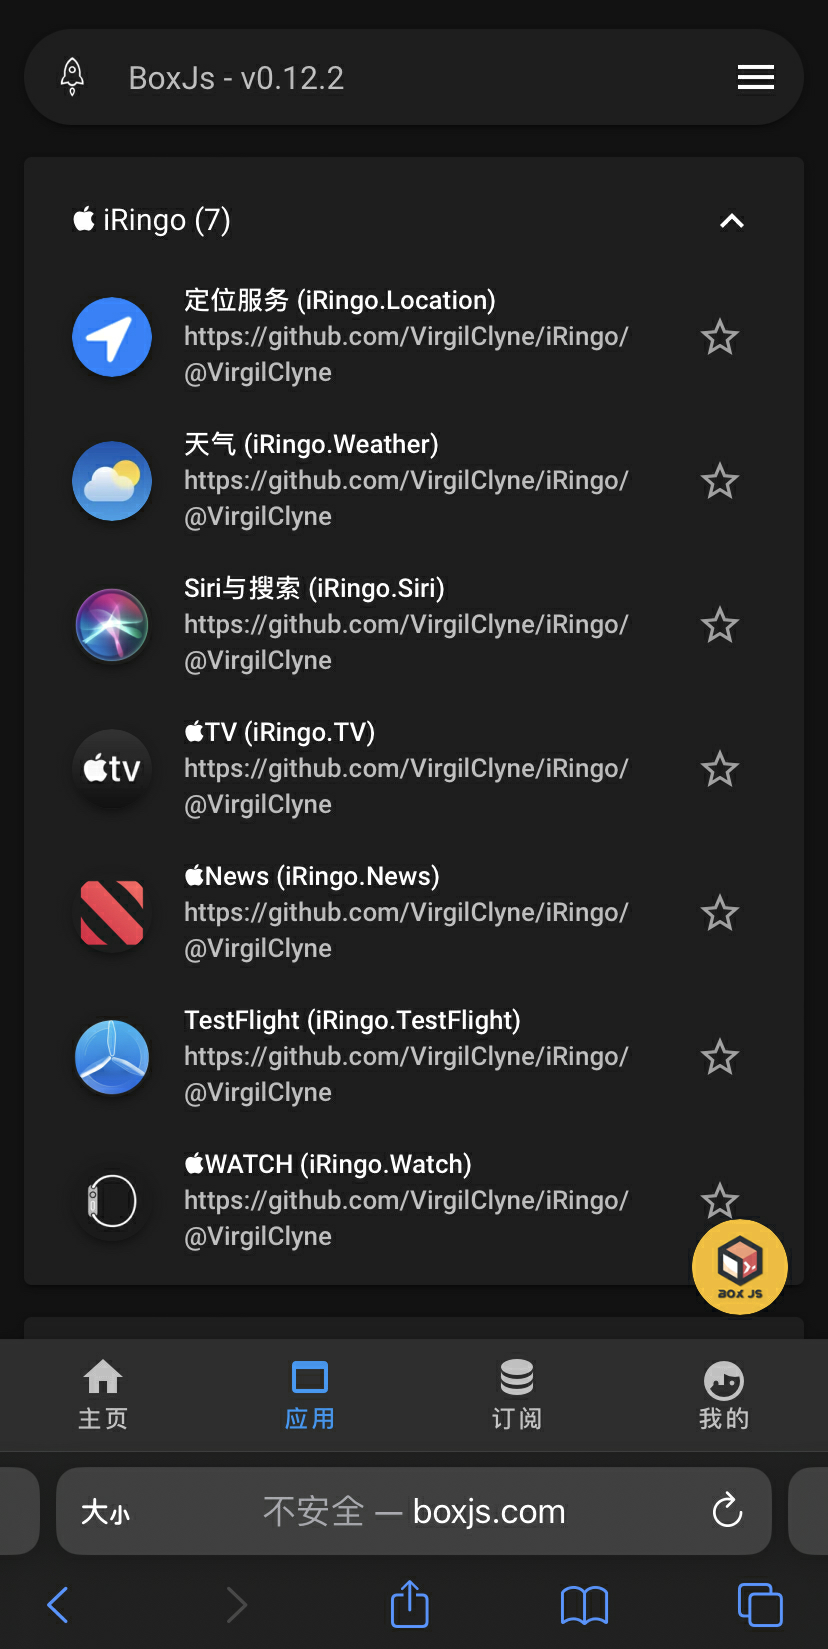 BoxJs - v0.12.2
iRingo (7)
定位服务 (iRingo.Location)
https://github.com/VirgilClyne/iRingo/
@VirgilClyne
天气 (iRingo.Weather)
https://github.com/VirgilClyne/iRingo/
@VirgilClyne
Siri与搜索 (iRingo.Siri)
https://github.com/VirgilClyne/iRingo/
@VirgilClyne
tv
TV (iRingo.TV)
https://github.com/VirgilClyne/iRingo/
@VirgilClyne
News (iRingo.News)
https://github.com/VirgilClyne/iRingo/
@VirgilClyne
TestFlight (iRingo.TestFlight)
https://github.com/VirgilClyne/iRingo/
@VirgilClyne
WATCH (iRingo.Watch)
https://github.com/VirgilClyne/iRingo/
@VirgilClyne
BOX JS
主页 应用 订阅 我的
大小 不安全 — boxjs.com